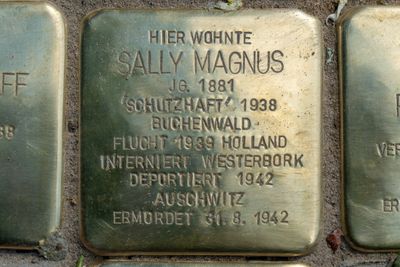 HIER WOHNTE
SALLY MAGNUS
JG. 1881
'SCHUTZHAFT' 1938
BUCHENWALD
FLUCHT 1939 HOLLAND
INTERNIERT WESTERBORK
DEPORTIERT 1942
AUSCHWITZ
ERMORDET 31.8.1942